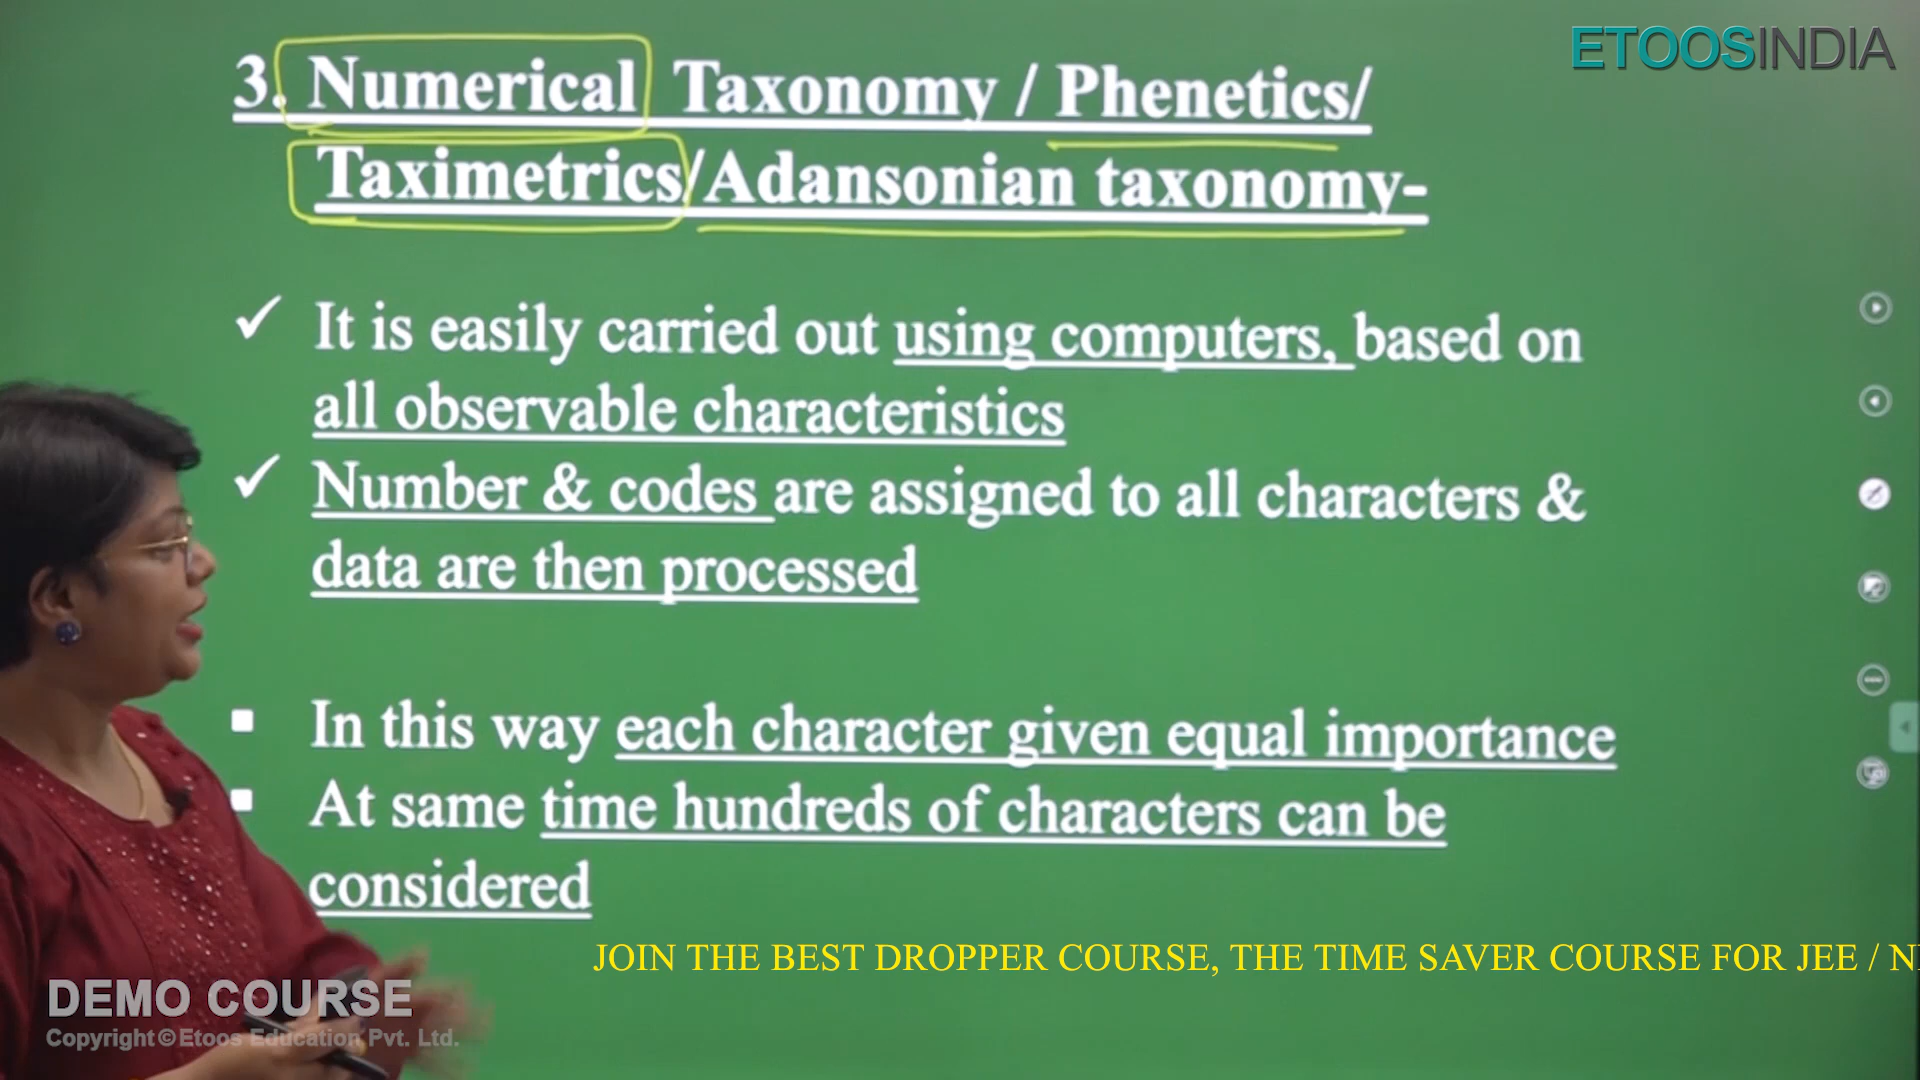 ETOOSINDIA
3. Numerical Taxonomy / Phenetics/
Taximetrics/Adansonian taxonomy-
✓ It is easily carried out using computers, based on
all observable characteristics
✓ Number & codes are assigned to all characters &
data are then processed
▪ In this way each character given equal importance
▪ At same time hundreds of characters can be
considered
JOIN THE BEST DROPPER COURSE, THE TIME SAVER COURSE FOR JEE /
DEMO COURSE
Copyright © Etoos Education Pvt. Ltd.